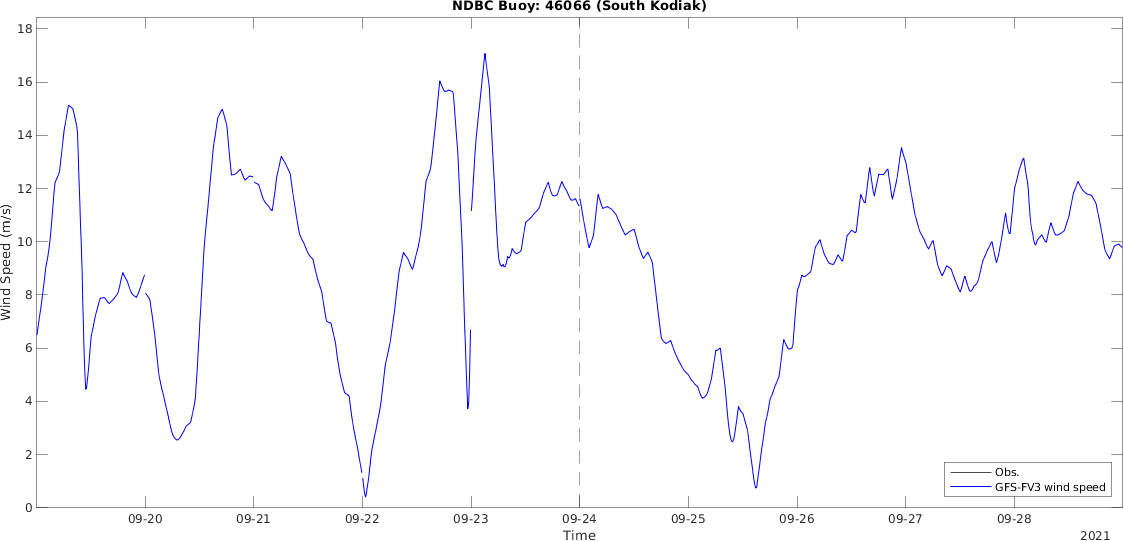 NDBC Buoy: 46066 (South Kodiak)
18
16
14
12
10
8
6
4
2
0
Wind Speed (m/s)
09-20 09-21 09-22 09-23 09-24 09-25 09-26 09-27 09-28
Time
2021
Obs.
GFS-FV3 wind speed